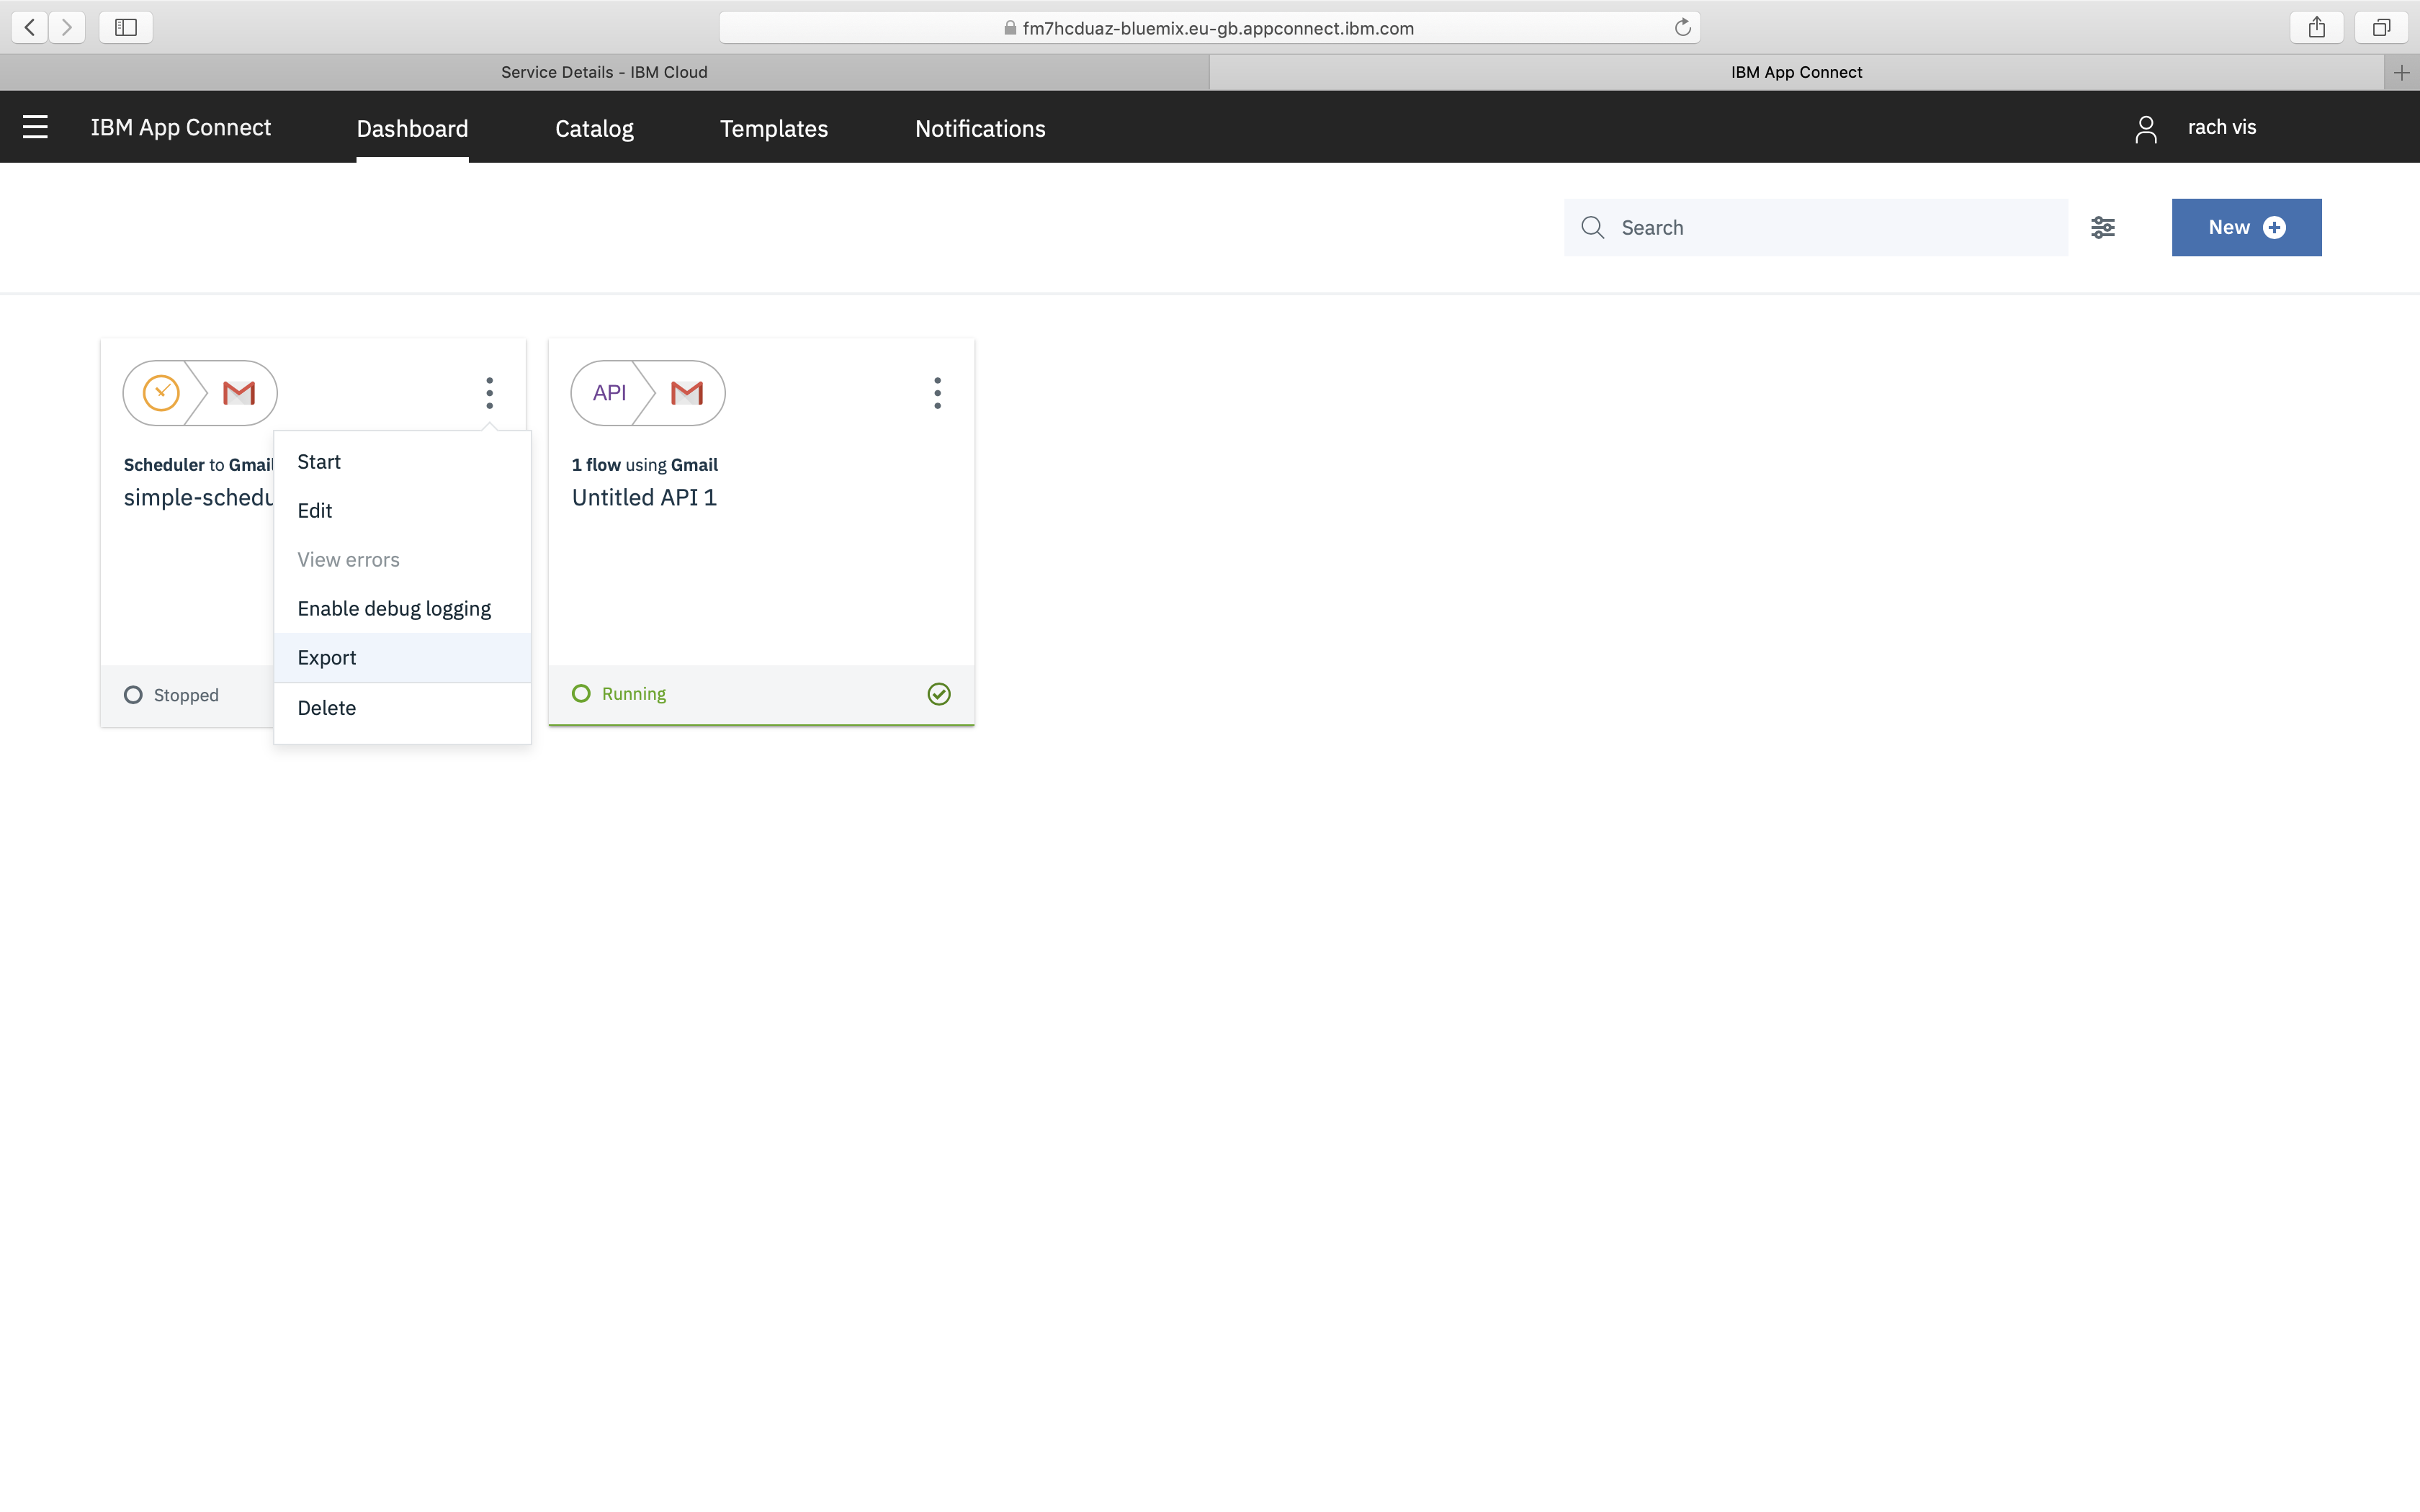 fm7hcduaz-bluemix.eu-gb.appconnect.ibm.com
Service Details - IBM Cloud
IBM App Connect
IBM App Connect
Dashboard
Catalog
Templates
Notifications
rach vis
Search
New
Scheduler to Gmail
simple-schedu
Start
Edit
View errors
Enable debug logging
Export
Delete
Stopped
API
1 flow using Gmail
Untitled API 1
Running